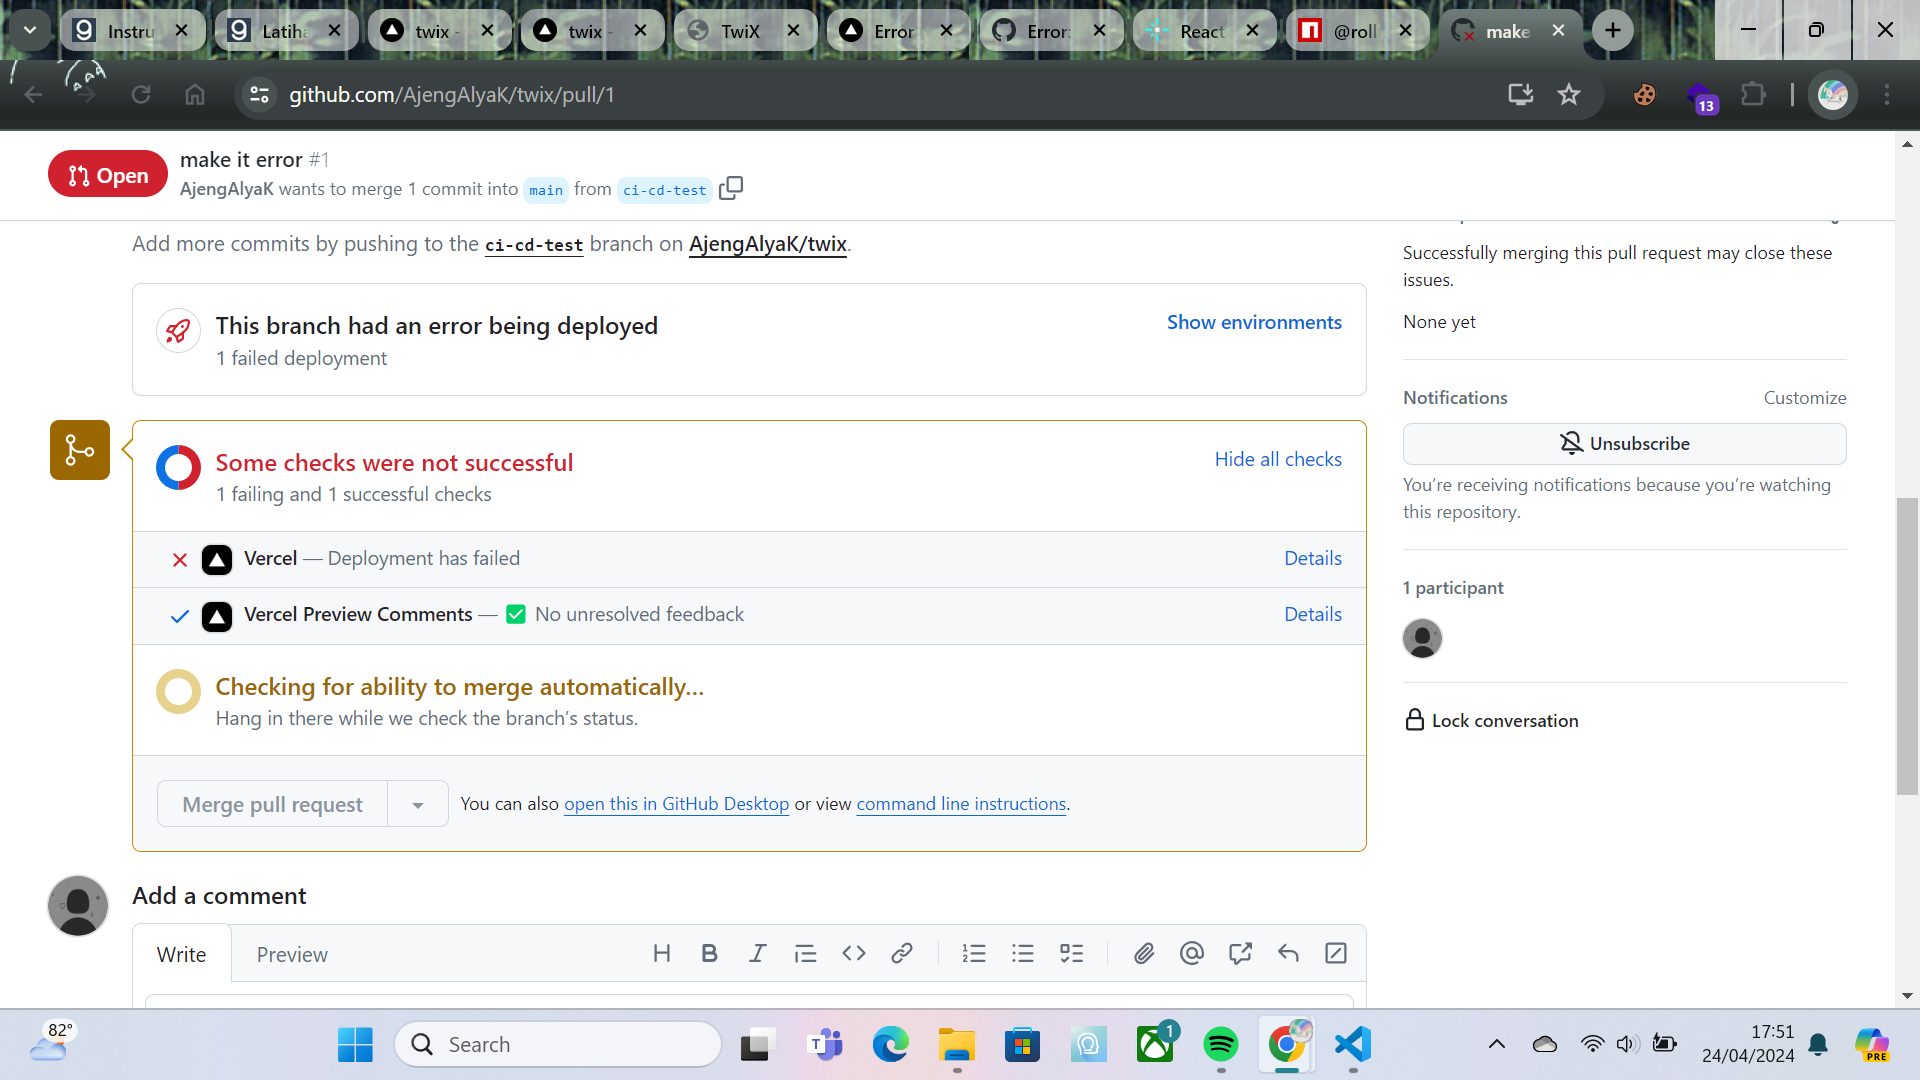 Instru
Latiha
twix -
twix -
TwiX
Error
Error:
React
@roll
make
github.com/AjengAlyaK/twix/pull/1
13
Open
make it error #1
AjengAlyaK wants to merge 1 commit into main from ci-cd-test
Add more commits by pushing to the ci-cd-test branch on AjengAlyaK/twix.
This branch had an error being deployed
1 failed deployment
Show environments
Some checks were not successful
1 failing and 1 successful checks
Hide all checks
Vercel — Deployment has failed
Details
Vercel Preview Comments — ✅ No unresolved feedback
Details
Checking for ability to merge automatically…
Hang in there while we check the branch’s status.
Merge pull request
You can also open this in GitHub Desktop or view command line instructions.
Successfully merging this pull request may close these
issues.
None yet
Notifications
Customize
Unsubscribe
You’re receiving notifications because you’re watching
this repository.
1 participant
Lock conversation
Add a comment
Write
Preview
82°
Search
1
17:51
24/04/2024
PRE